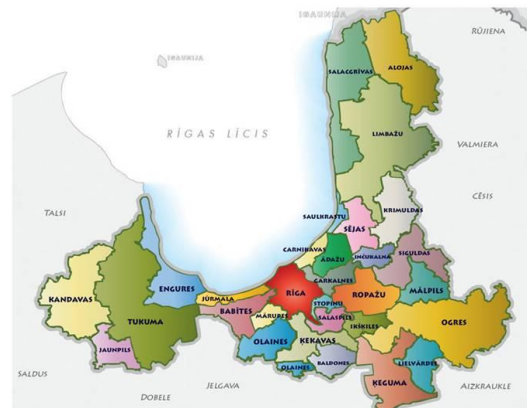 IGAUNIJA
RŪJIENA
IGAUNIJA
SALACGRĪVAS
ALOJAS
RĪGAS LĪCIS
LIMBAŽU
VALMIERA
CĒSIS
TALSI
SAULKRASTU
KRIMULDAS
SĒJAS
CARNIKAVAS
ĀDAŽU
INČUKALNA
SIGULDAS
ENGURES
GARKALNES
KANDAVAS
JŪRMALA
RĪGA
ROPAŽU
MĀLPILS
TUKUMA
BABĪTES
STOPIŅU
MĀRUPES
SALASPILS
IKŠĶILES
OGRES
JAUNPILS
OLAINES
ĶEKAVAS
OLAINES
BALDONES
LIELVĀRDES
ĶEGUMA
SALDUS
JELGAVA
AIZKRAUKLE
DOBELE